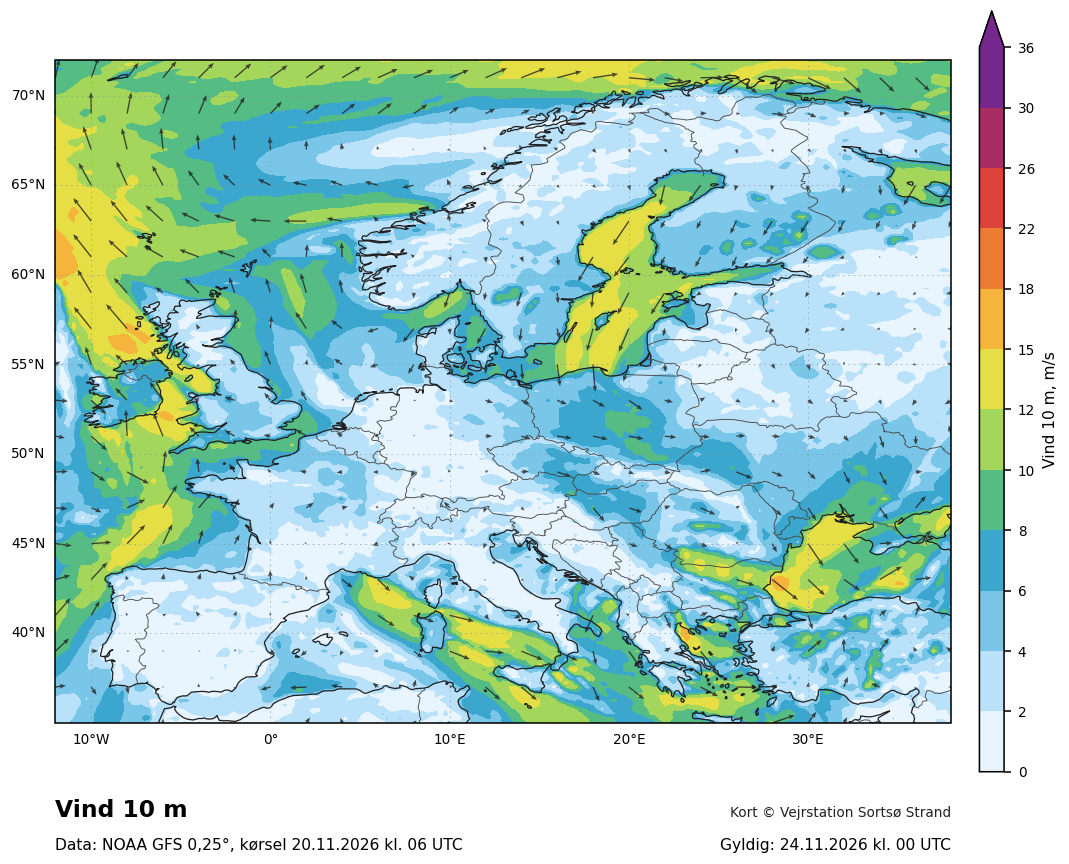 36
30
26
22
18
15
12
10
8
6
4
2
0
Vind 10 m, m/s
70°N
65°N
60°N
55°N
50°N
45°N
40°N
10°W 0° 10°E 20°E 30°E
Vind 10 m
Kort © Vejrstation Sortsø Strand
Data: NOAA GFS 0,25°, kørsel 20.11.2026 kl. 06 UTC
Gyldig: 24.11.2026 kl. 00 UTC